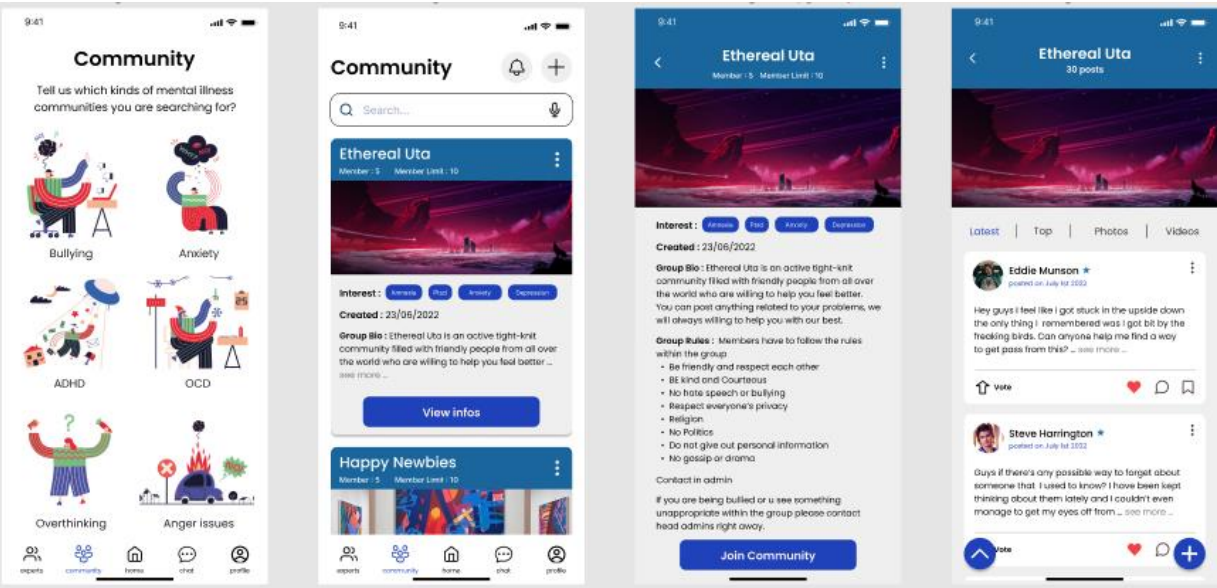 9:41
Community
Tell us which kinds of mental illness
communities you are searching for?
Bullying
Anxiety
ADHD
OCD
Overthinking
Anger issues
experts
community
home
chat
profile
9:41
Community
Search...
Ethereal Uta
Member : 5 Member Limit : 10
Interest : Amnesia Ptsd Anxiety Depression
Created : 23/06/2022
Group Bio : Ethereal Uta is an active tight-knit
community filled with friendly people from all over
the world who are willing to help you feel better ...
see more ...
View infos
Happy Newbies
Member : 5 Member Limit : 10
experts
community
home
chat
profile
9:41
Ethereal Uta
Member : 5 Member Limit : 10
Interest : Amnesia Ptsd Anxiety Depression
Created : 23/06/2022
Group Bio : Ethereal Uta is an active tight-knit
community filled with friendly people from all over
the world who are willing to help you feel better.
You can post anything related to your problems, we
will always willing to help you with our best.
Group Rules : Members have to follow the rules
within the group
• Be friendly and respect each other
• BE kind and Courteous
• No hate speech or bullying
• Respect everyone's privacy
• Religion
• No Politics
• Do not give out personal information
• No gossip or drama
Contact in admin
If you are being bullied or u see something
unappropriate within the group please contact
head admins right away.
Join Community
9:41
Ethereal Uta
30 posts
Latest | Top | Photos | Videos
Eddie Munson
posted on July 1st 2022
Hey guys i feel like i got stuck in the upside down
the only thing i remembered was i got bit by the
freaking birds. Can anyone help me find a way
to get pass from this? ... see more ...
Vote
Steve Harrington
posted on July 1st 2022
Guys if there's any possible way to forget about
someone that I used to know? I have been kept
thinking about them lately and I couldn't even
manage to get my eyes off from ... see more ...
Vote